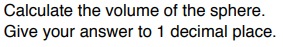 Calculate the volume of the sphere.
Give your answer to 1 decimal place.